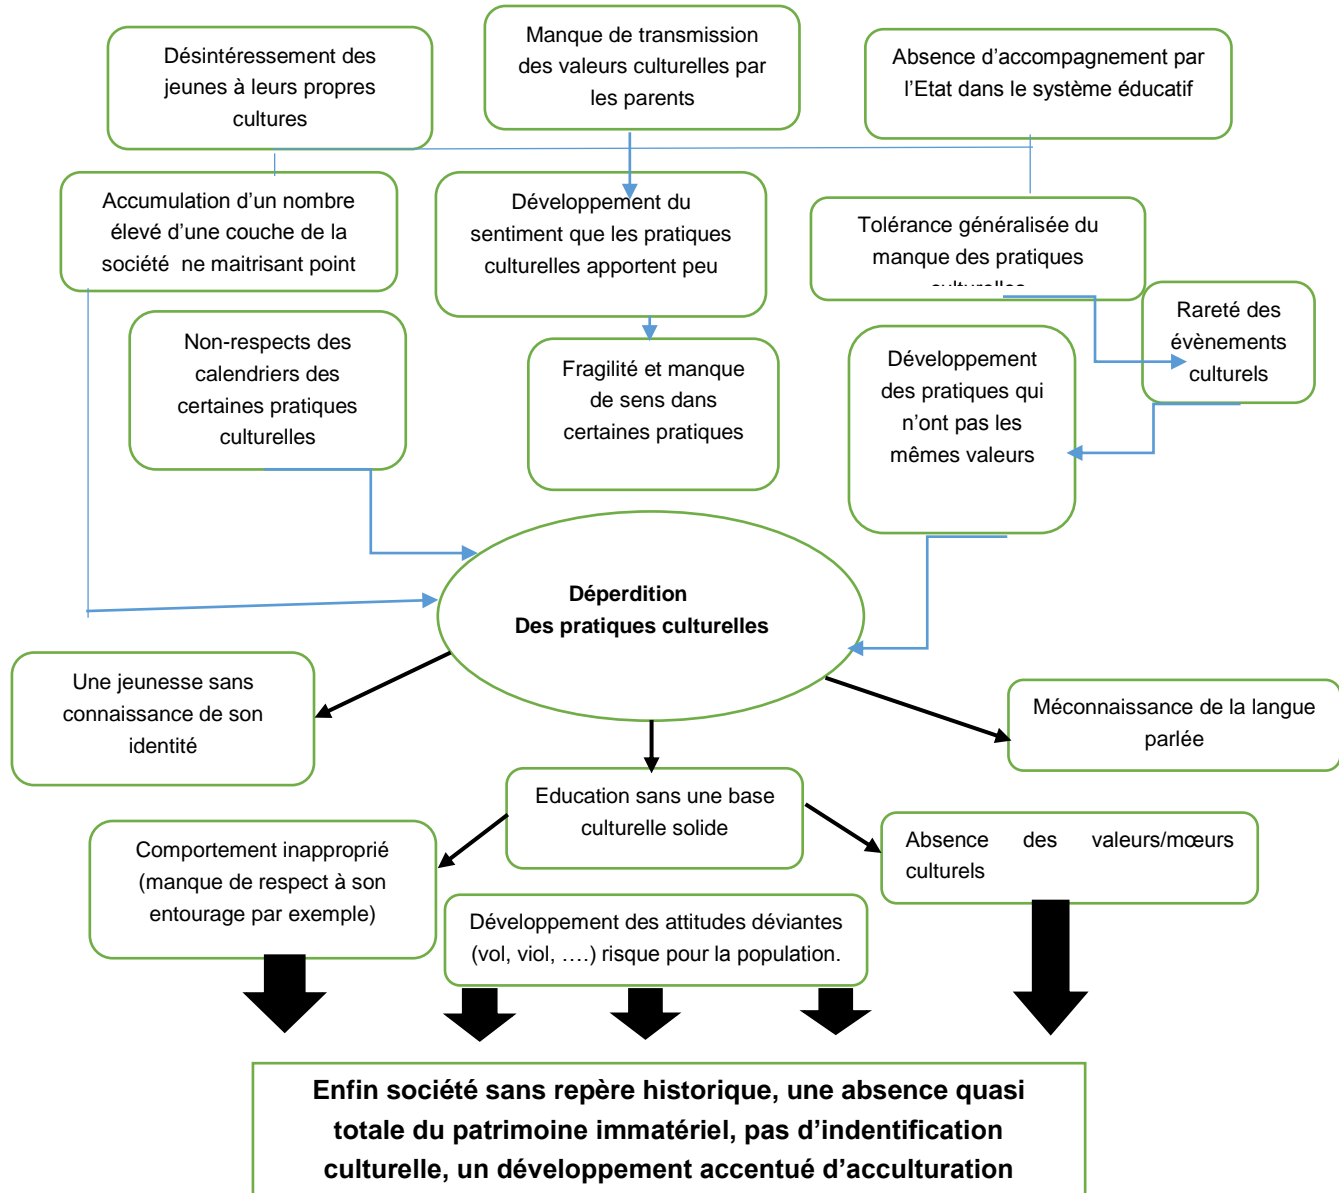 Désintéressement des
jeunes à leurs propres
cultures
Manque de transmission
des valeurs culturelles par
les parents
Absence d’accompagnement par
l’Etat dans le système éducatif
Accumulation d’un nombre
élevé d’une couche de la
société ne maitrisant point
Développement du
sentiment que les pratiques
culturelles apportent peu
Tolérance généralisée du
manque des pratiques
culturelles
Rareté des
évènements
culturels
Non-respects des
calendriers des
certaines pratiques
culturelles
Fragilité et manque
de sens dans
certaines pratiques
Développement
des pratiques qui
n’ont pas les
mêmes valeurs
Déperdition
Des pratiques culturelles
Une jeunesse sans
connaissance de son
identité
Méconnaissance de la langue
parlée
Education sans une base
culturelle solide
Comportement inapproprié
(manque de respect à son
entourage par exemple)
Absence des valeurs/mœurs
culturels
Développement des attitudes déviantes
(vol, viol, ….) risque pour la population.
Enfin société sans repère historique, une absence quasi
totale du patrimoine immatériel, pas d’indentification
culturelle, un développement accentué d’acculturation